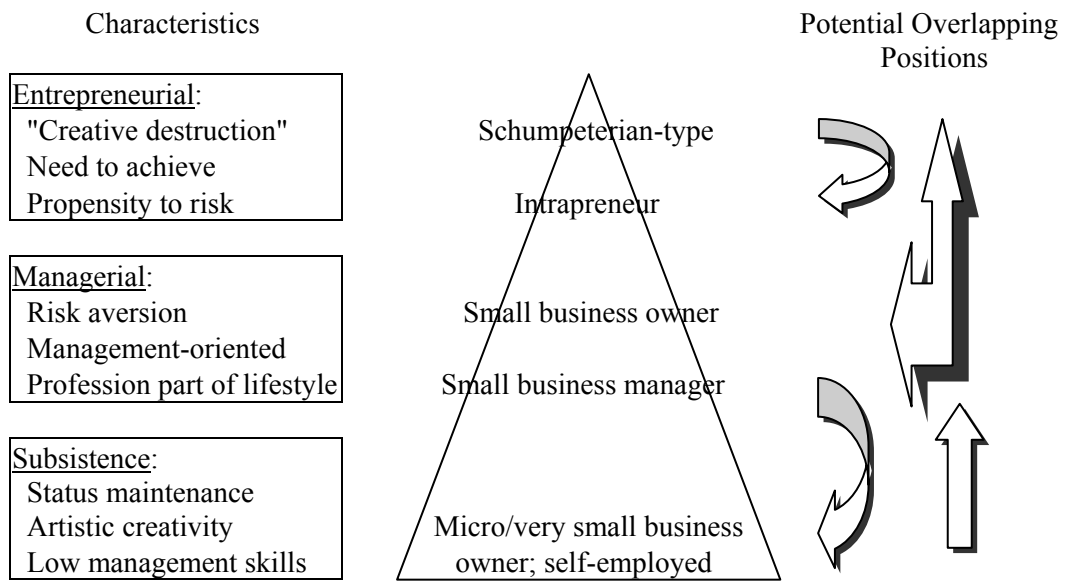 Characteristics
Potential Overlapping
Positions
Entrepreneurial:
"Creative destruction"
Need to achieve
Propensity to risk
Schumpeterian-type
Intrapreneur
Managerial:
Risk aversion
Management-oriented
Profession part of lifestyle
Small business owner
Small business manager
Subsistence:
Status maintenance
Artistic creativity
Low management skills
Micro/very small business
owner; self-employed